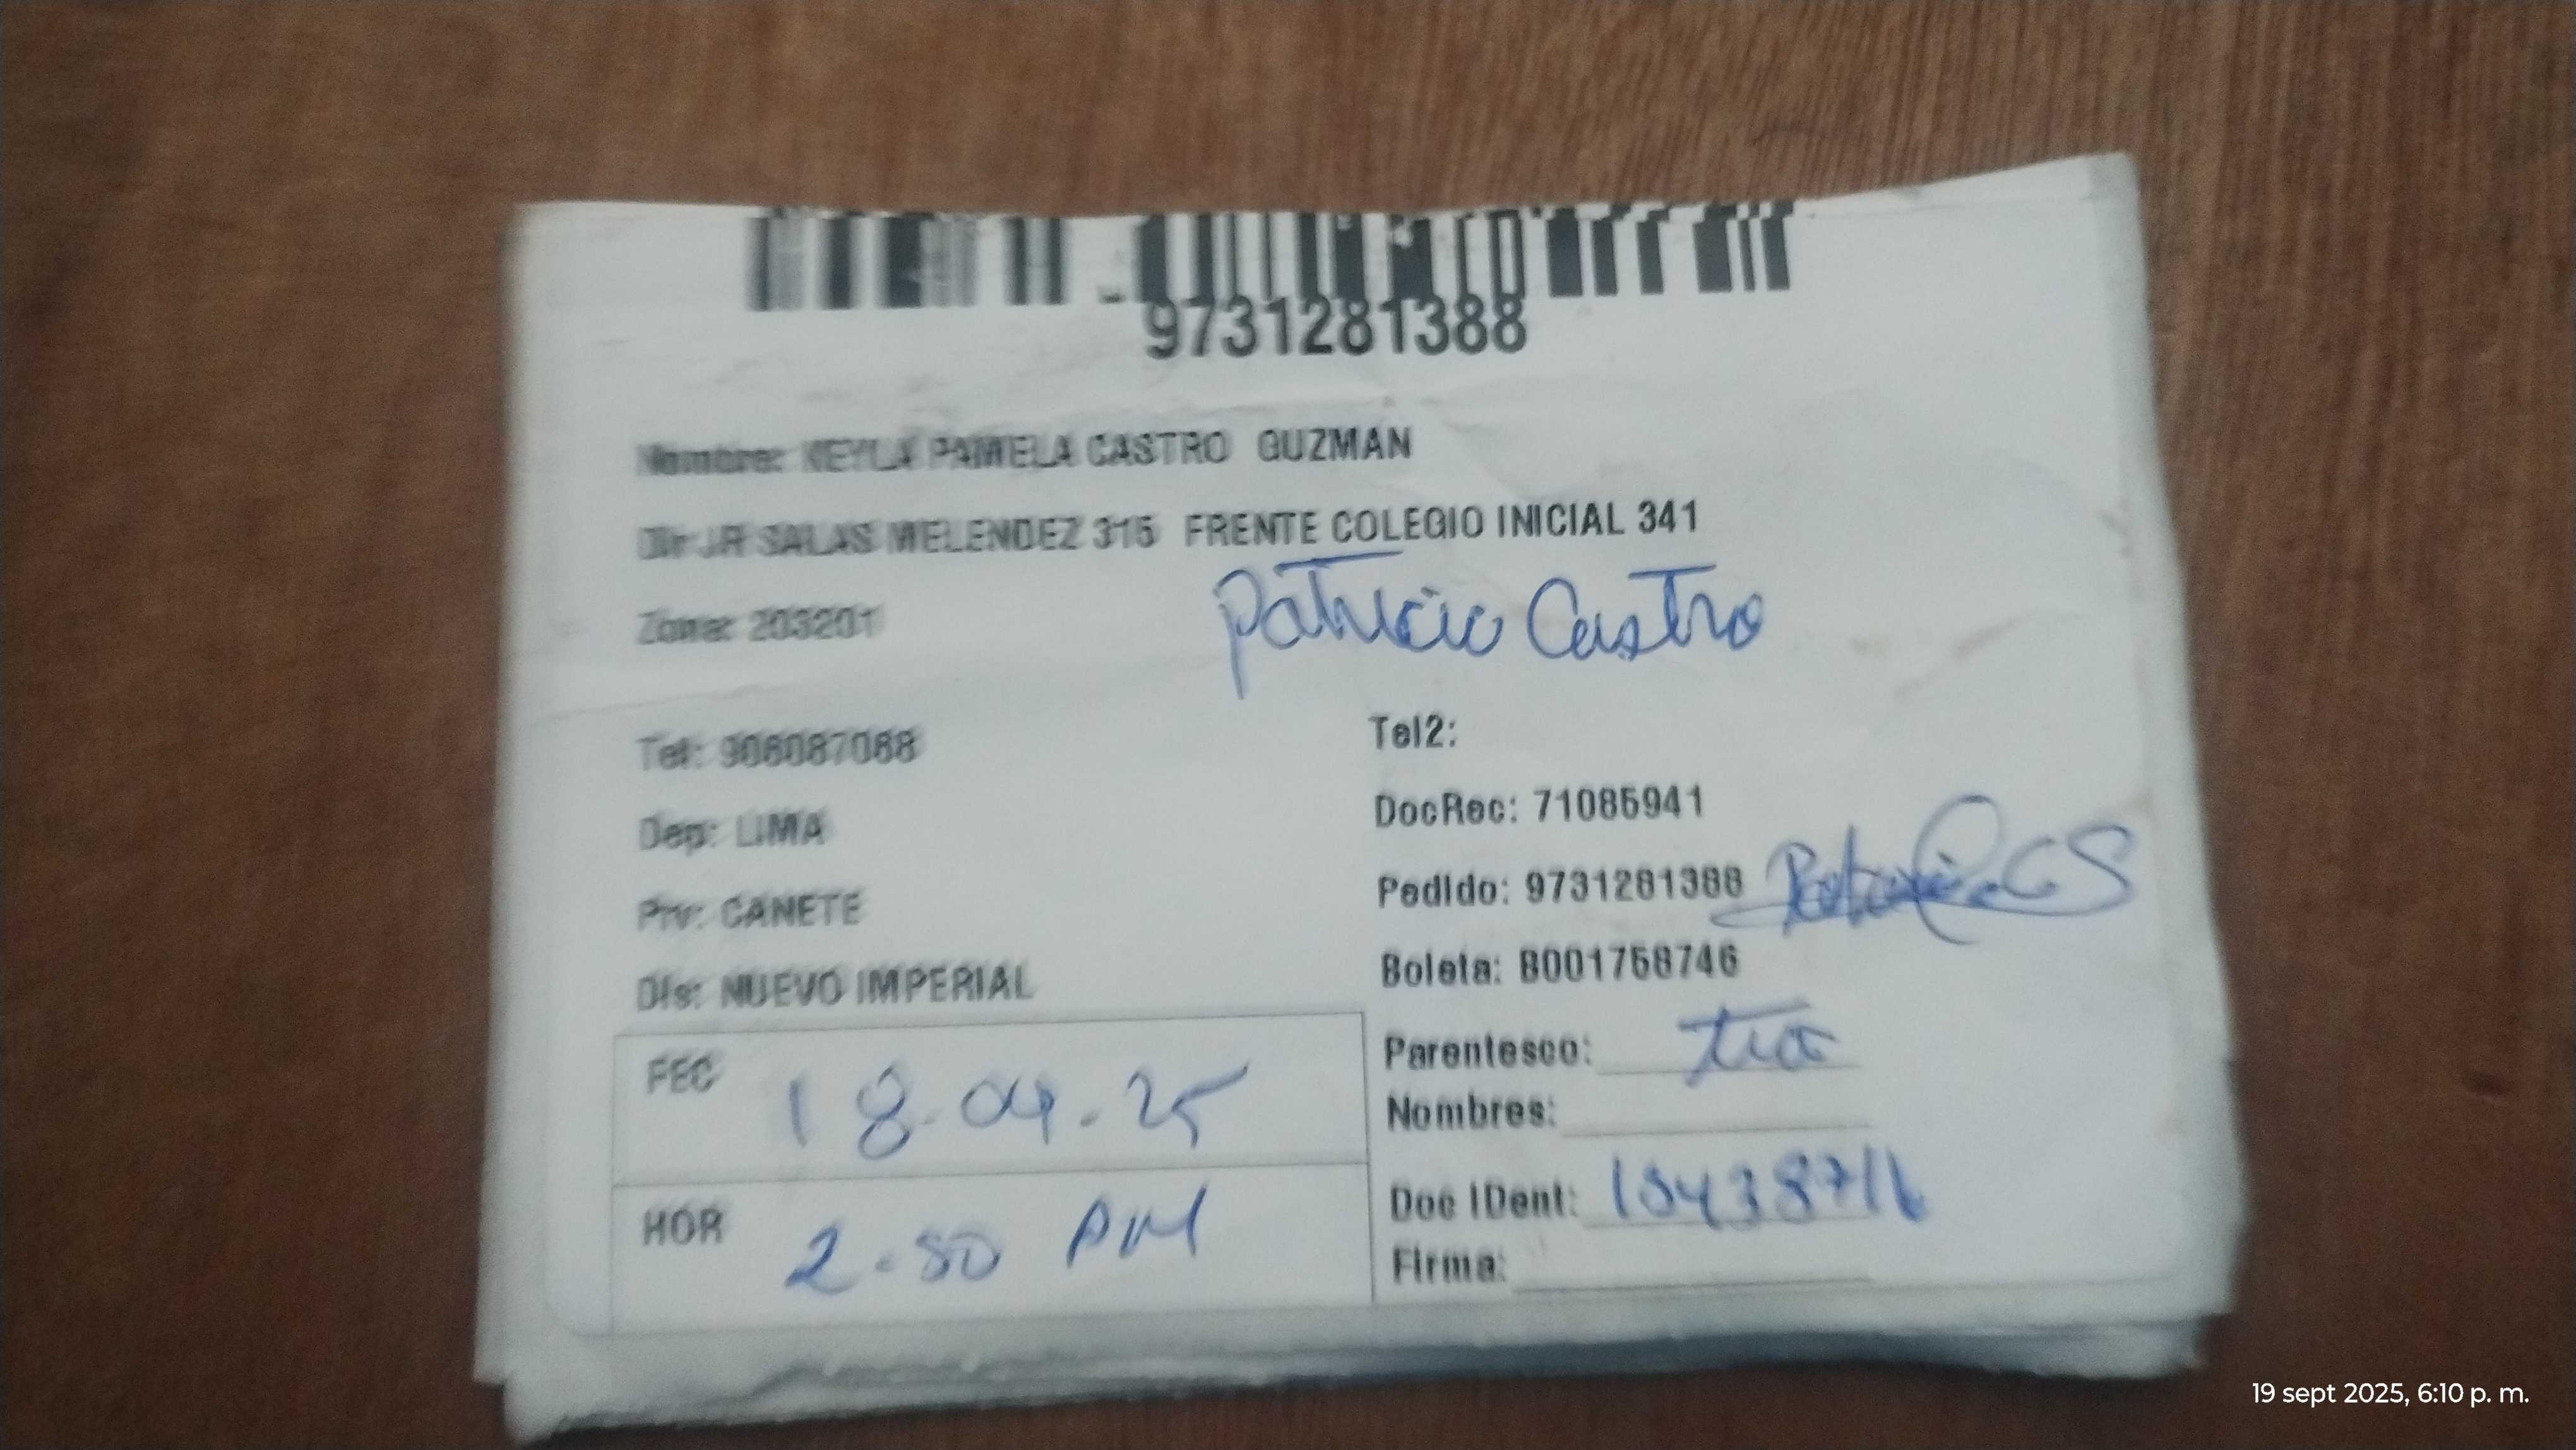 9731281388
Nombre: KEYLA PAMELA CASTRO GUZMAN
Dir JR SALAS MELENDEZ 315 FRENTE COLEGIO INICIAL 341
Zona: 203201
Patricia Castro
Tel: 906087068
Tel2:
Dep: LIMA
DocRec: 71085941
Prv: CANETE
Pedido: 9731281388
Dis: NUEVO IMPERIAL
Boleta: B001758746
FEC 18-04-25
Parentesco: tia
Nombres:
HOR 2-50 PM
Doc IDent:
Firma:
19 sept 2025, 6:10 p. m.